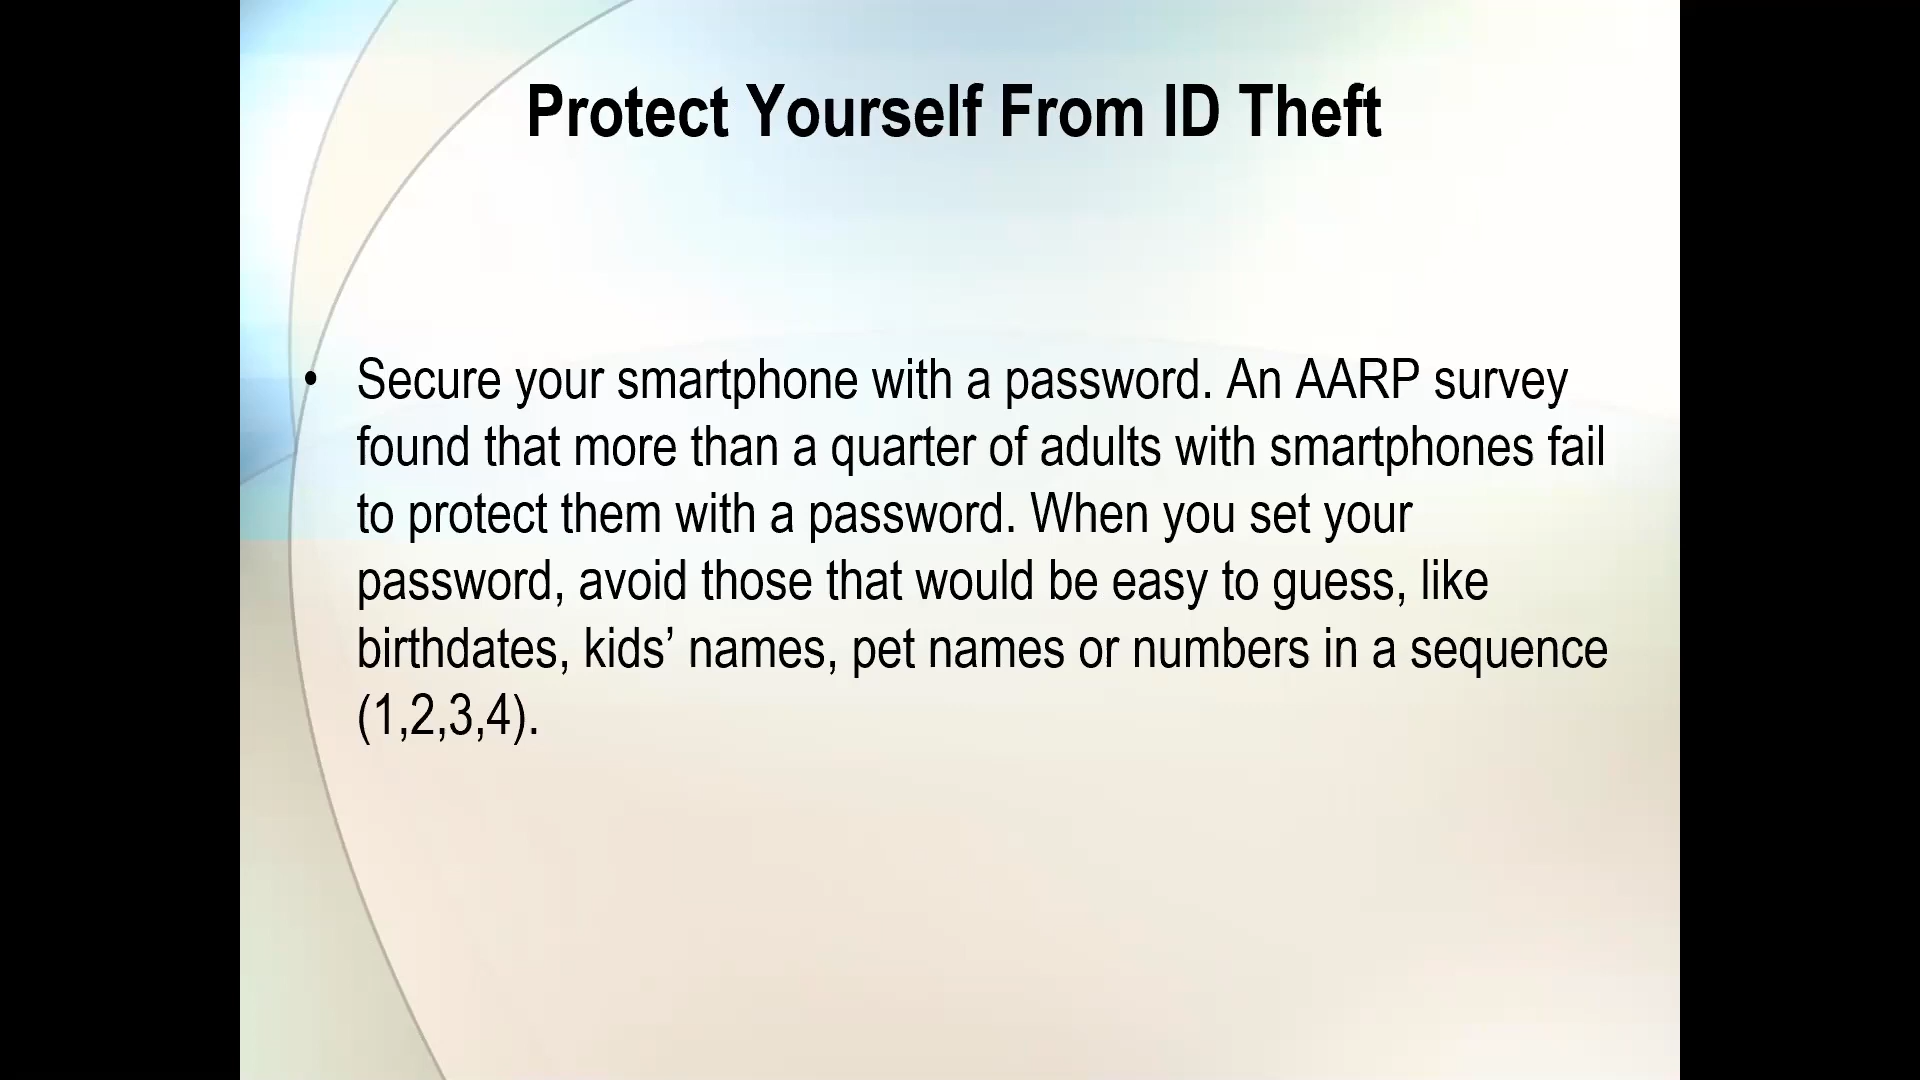 Protect Yourself From ID Theft
• Secure your smartphone with a password. An AARP survey
found that more than a quarter of adults with smartphones fail
to protect them with a password. When you set your
password, avoid those that would be easy to guess, like
birthdates, kids’ names, pet names or numbers in a sequence
(1,2,3,4).